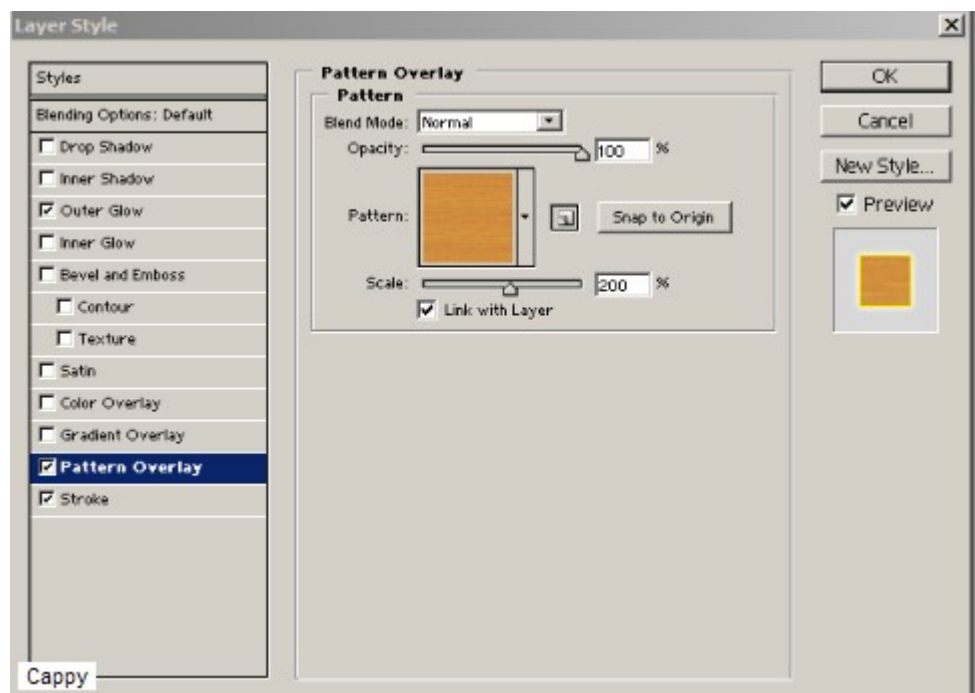 Layer Style
Styles
Blending Options: Default
Drop Shadow
Inner Shadow
Outer Glow
Inner Glow
Bevel and Emboss
Contour
Texture
Satin
Color Overlay
Gradient Overlay
Pattern Overlay
Stroke
Pattern Overlay
Pattern
Blend Mode: Normal
Opacity: 100 %
Pattern:
Snap to Origin
Scale: 200 %
Link with Layer
OK
Cancel
New Style...
Preview
Cappy